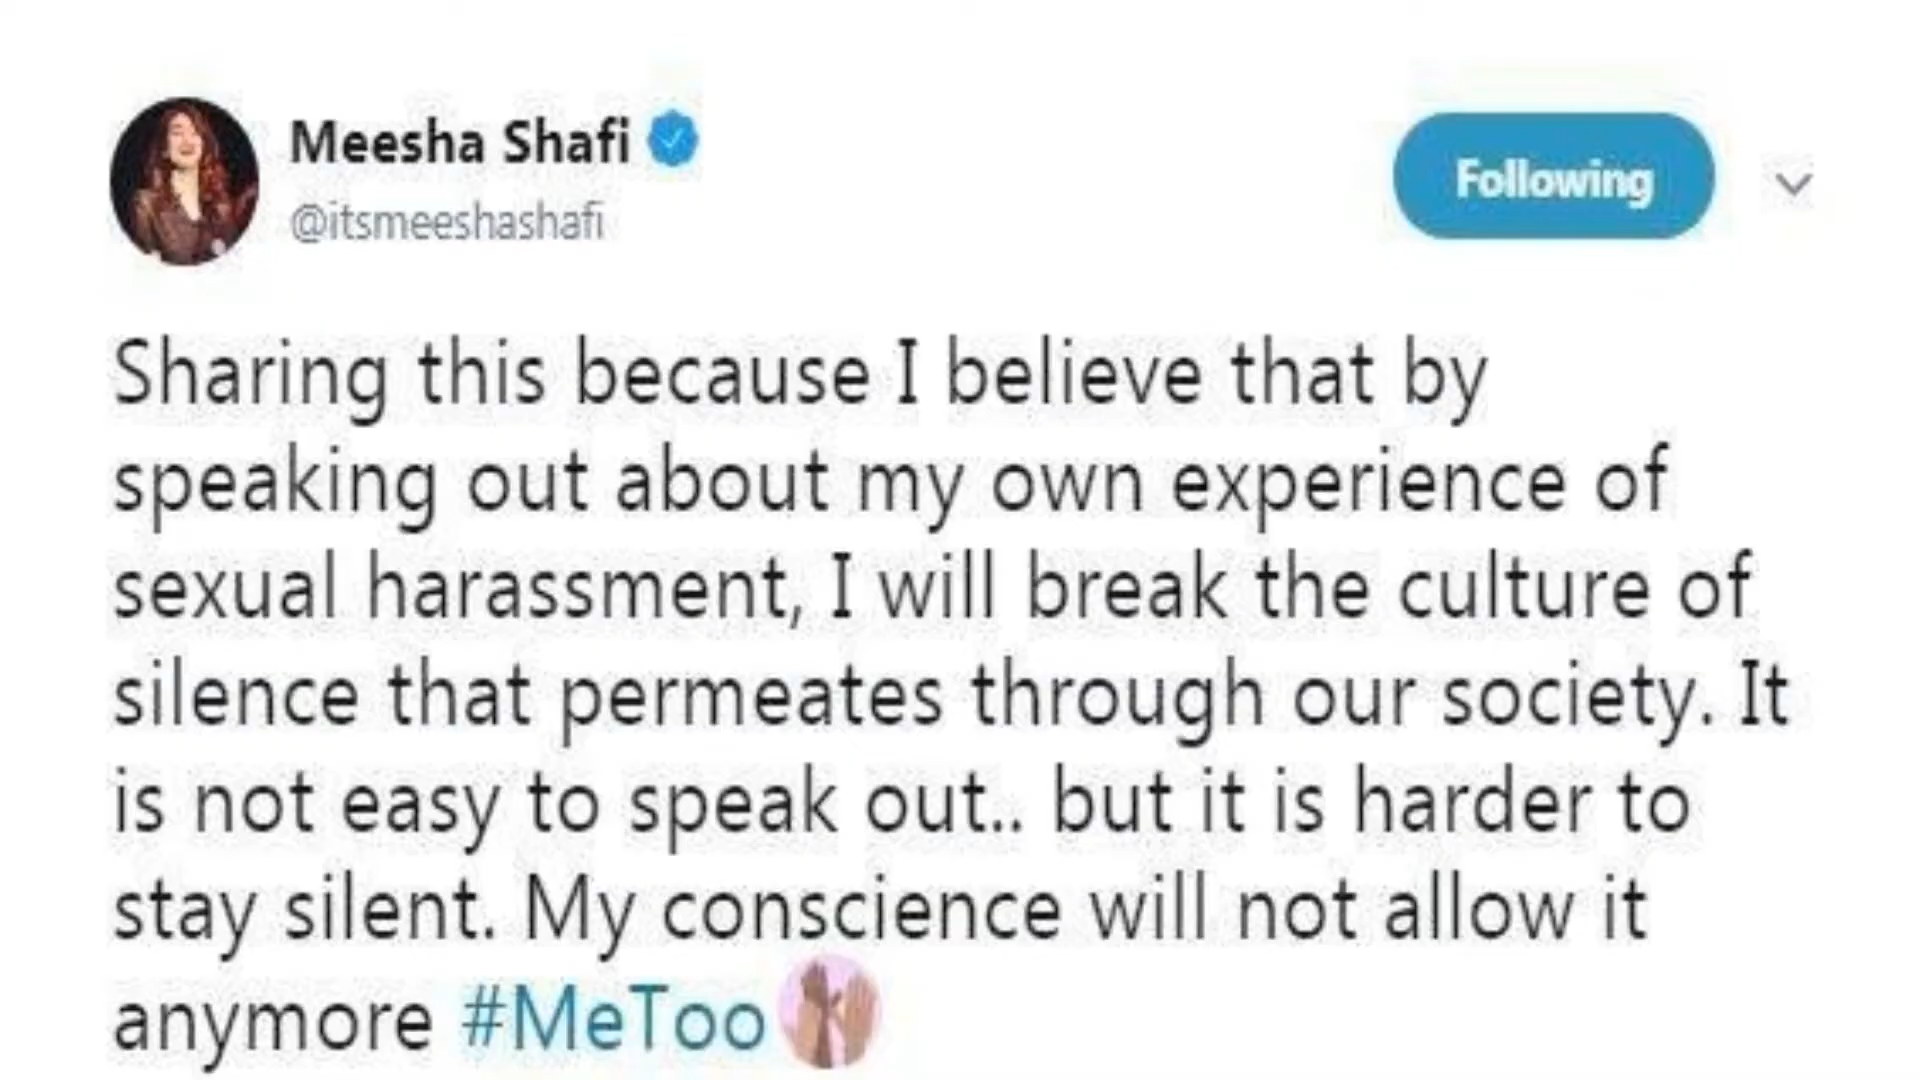 Meesha Shafi
@itsmeeshashafi
Following
Sharing this because I believe that by
speaking out about my own experience of
sexual harassment, I will break the culture of
silence that permeates through our society. It
is not easy to speak out.. but it is harder to
stay silent. My conscience will not allow it
anymore #MeToo